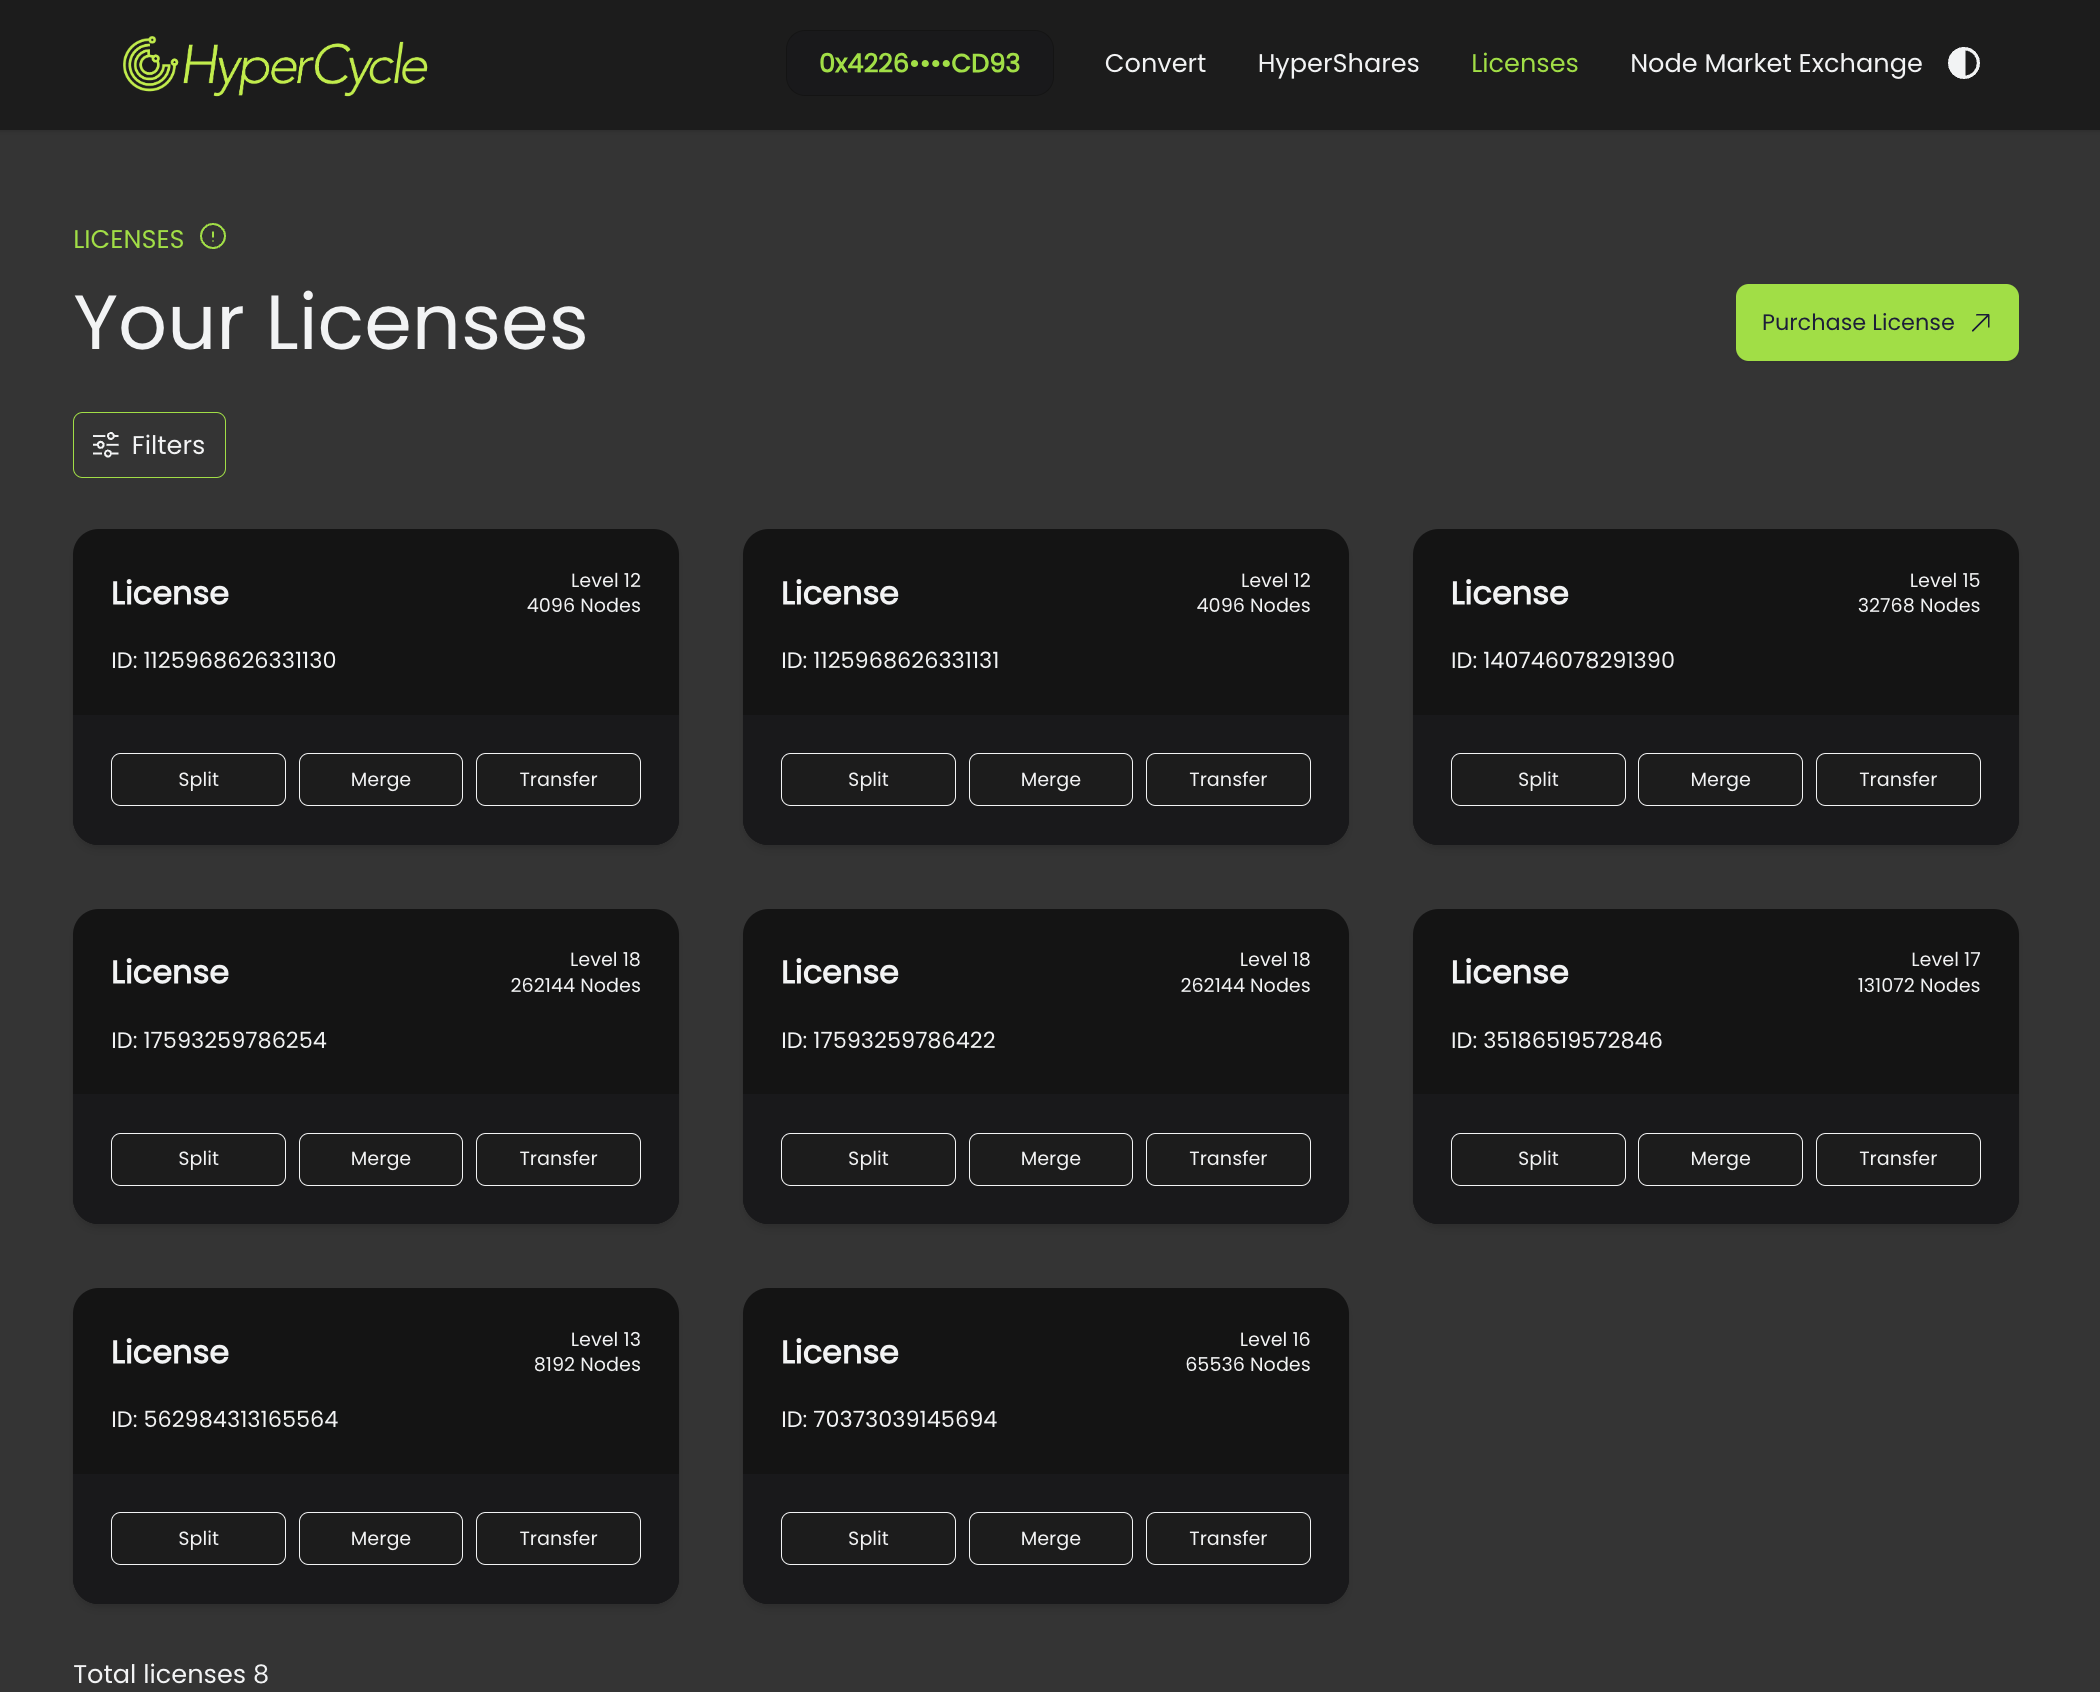 HyperCycle
0x4226••••CD93
Convert
HyperShares
Licenses
Node Market Exchange
LICENSES
Your Licenses
Purchase License
Filters
License
Level 12
4096 Nodes
ID: 1125968626331130
Split
Merge
Transfer
License
Level 12
4096 Nodes
ID: 1125968626331131
Split
Merge
Transfer
License
Level 15
32768 Nodes
ID: 140746078291390
Split
Merge
Transfer
License
Level 18
262144 Nodes
ID: 17593259786254
Split
Merge
Transfer
License
Level 18
262144 Nodes
ID: 17593259786422
Split
Merge
Transfer
License
Level 17
131072 Nodes
ID: 35186519572846
Split
Merge
Transfer
License
Level 13
8192 Nodes
ID: 562984313165564
Split
Merge
Transfer
License
Level 16
65536 Nodes
ID: 70373039145694
Split
Merge
Transfer
Total licenses 8